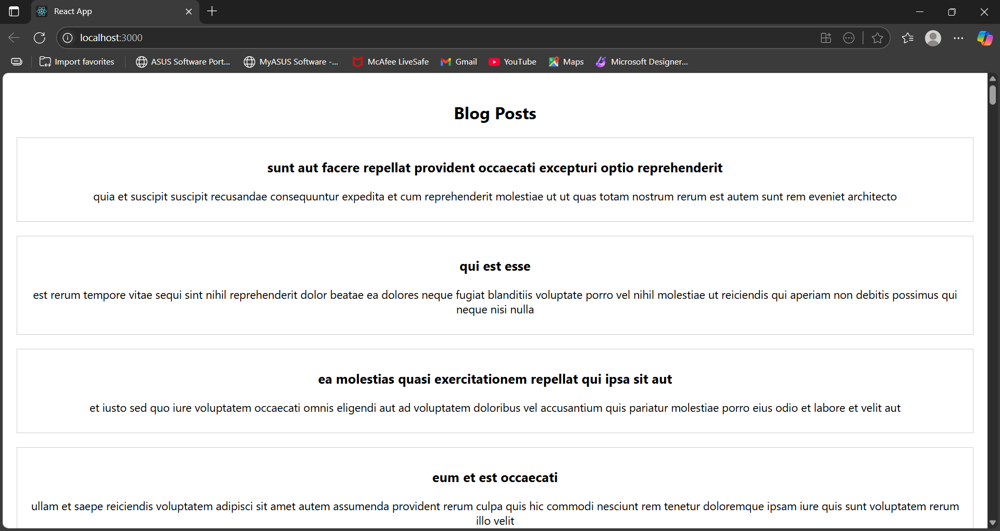 React App
localhost:3000
Import favorites
ASUS Software Port...
MyASUS Software -...
McAfee LiveSafe
Gmail
YouTube
Maps
Microsoft Designer...
Blog Posts
sunt aut facere repellat provident occaecati excepturi optio reprehenderit
quia et suscipit suscipit recusandae consequuntur expedita et cum reprehenderit molestiae ut ut quas totam nostrum rerum est autem sunt rem eveniet architecto
qui est esse
est rerum tempore vitae sequi sint nihil reprehenderit dolor beatae ea dolores neque fugiat blanditiis voluptate porro vel nihil molestiae ut reiciendis qui aperiam non debitis possimus qui
neque nisi nulla
ea molestias quasi exercitationem repellat qui ipsa sit aut
et iusto sed quo iure voluptatem occaecati omnis eligendi aut ad voluptatem doloribus vel accusantium quis pariatur molestiae porro eius odio et labore et velit aut
eum et est occaecati
ullam et saepe reiciendis voluptatem adipisci sit amet autem assumenda provident rerum culpa quis hic commodi nesciunt rem tenetur doloremque ipsam iure quis sunt voluptatem rerum
illo velit